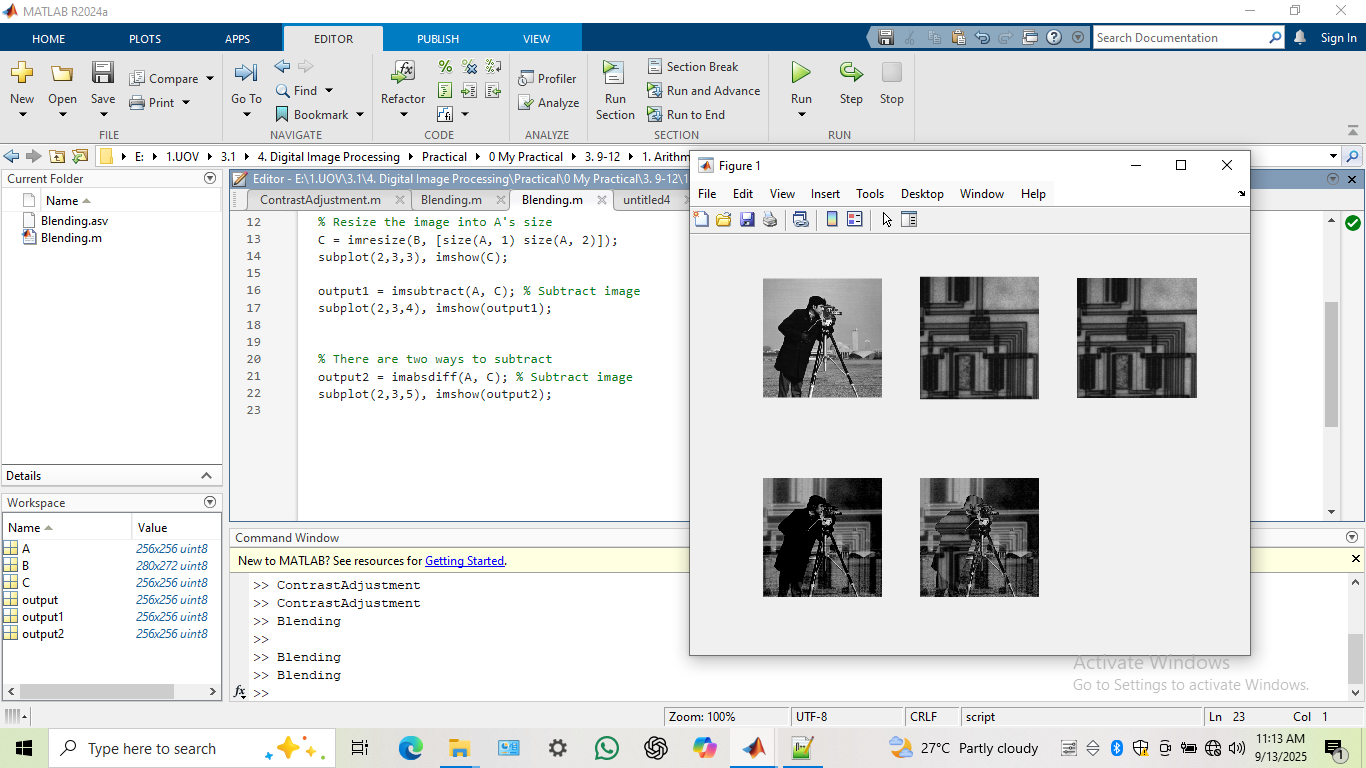 MATLAB R2024a
HOME PLOTS APPS EDITOR PUBLISH VIEW Search Documentation Sign In
New Open Save Compare Print Go To Find Bookmark Refactor Profiler Analyze Run Section Section Break Run and Advance Run to End Run Step Stop
FILE NAVIGATE CODE ANALYZE SECTION RUN
E: 1.UOV 3.1 4. Digital Image Processing Practical 0 My Practical 3. 9-12 1. Arithm
Current Folder
Name
Blending.asv
Blending.m
Details
Workspace
Name Value
A 256x256 uint8
B 280x272 uint8
C 256x256 uint8
output 256x256 uint8
output1 256x256 uint8
output2 256x256 uint8
Editor - E:\1.UOV\3.1\4. Digital Image Processing\Practical\0 My Practical\3. 9-12\1
ContrastAdjustment.m Blending.m Blending.m untitled4
12 % Resize the image into A's size
13 C = imresize(B, [size(A, 1) size(A, 2)]);
14 subplot(2,3,3), imshow(C);
15
16 output1 = imsubtract(A, C); % Subtract image
17 subplot(2,3,4), imshow(output1);
18
19
20 % There are two ways to subtract
21 output2 = imabsdiff(A, C); % Subtract image
22 subplot(2,3,5), imshow(output2);
23
Command Window
New to MATLAB? See resources for Getting Started.
>> ContrastAdjustment
>> ContrastAdjustment
>> Blending
>>
>> Blending
>> Blending
fx >>
Figure 1
File Edit View Insert Tools Desktop Window Help
Activate Windows
Go to Settings to activate Windows.
Zoom: 100% UTF-8 CRLF script Ln 23 Col 1
Type here to search 27°C Partly cloudy 11:13 AM
9/13/2025 1